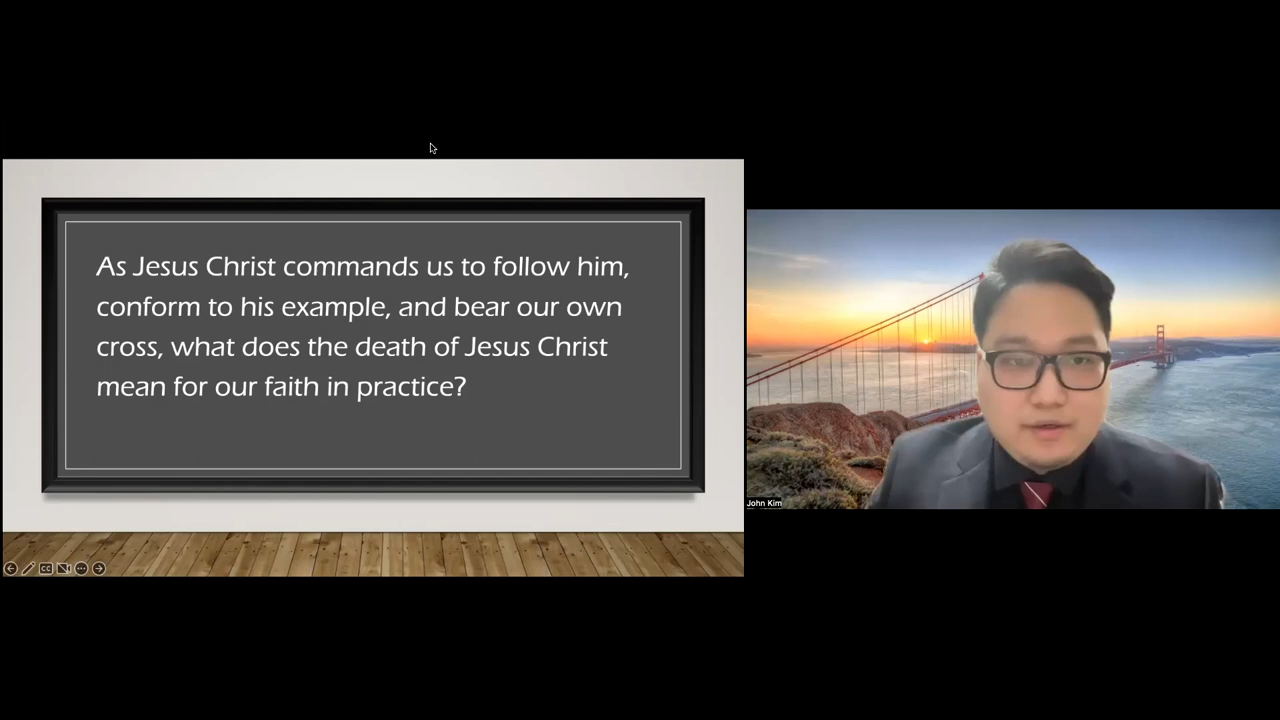 As Jesus Christ commands us to follow him,
conform to his example, and bear our own
cross, what does the death of Jesus Christ
mean for our faith in practice?
CC
John Kim